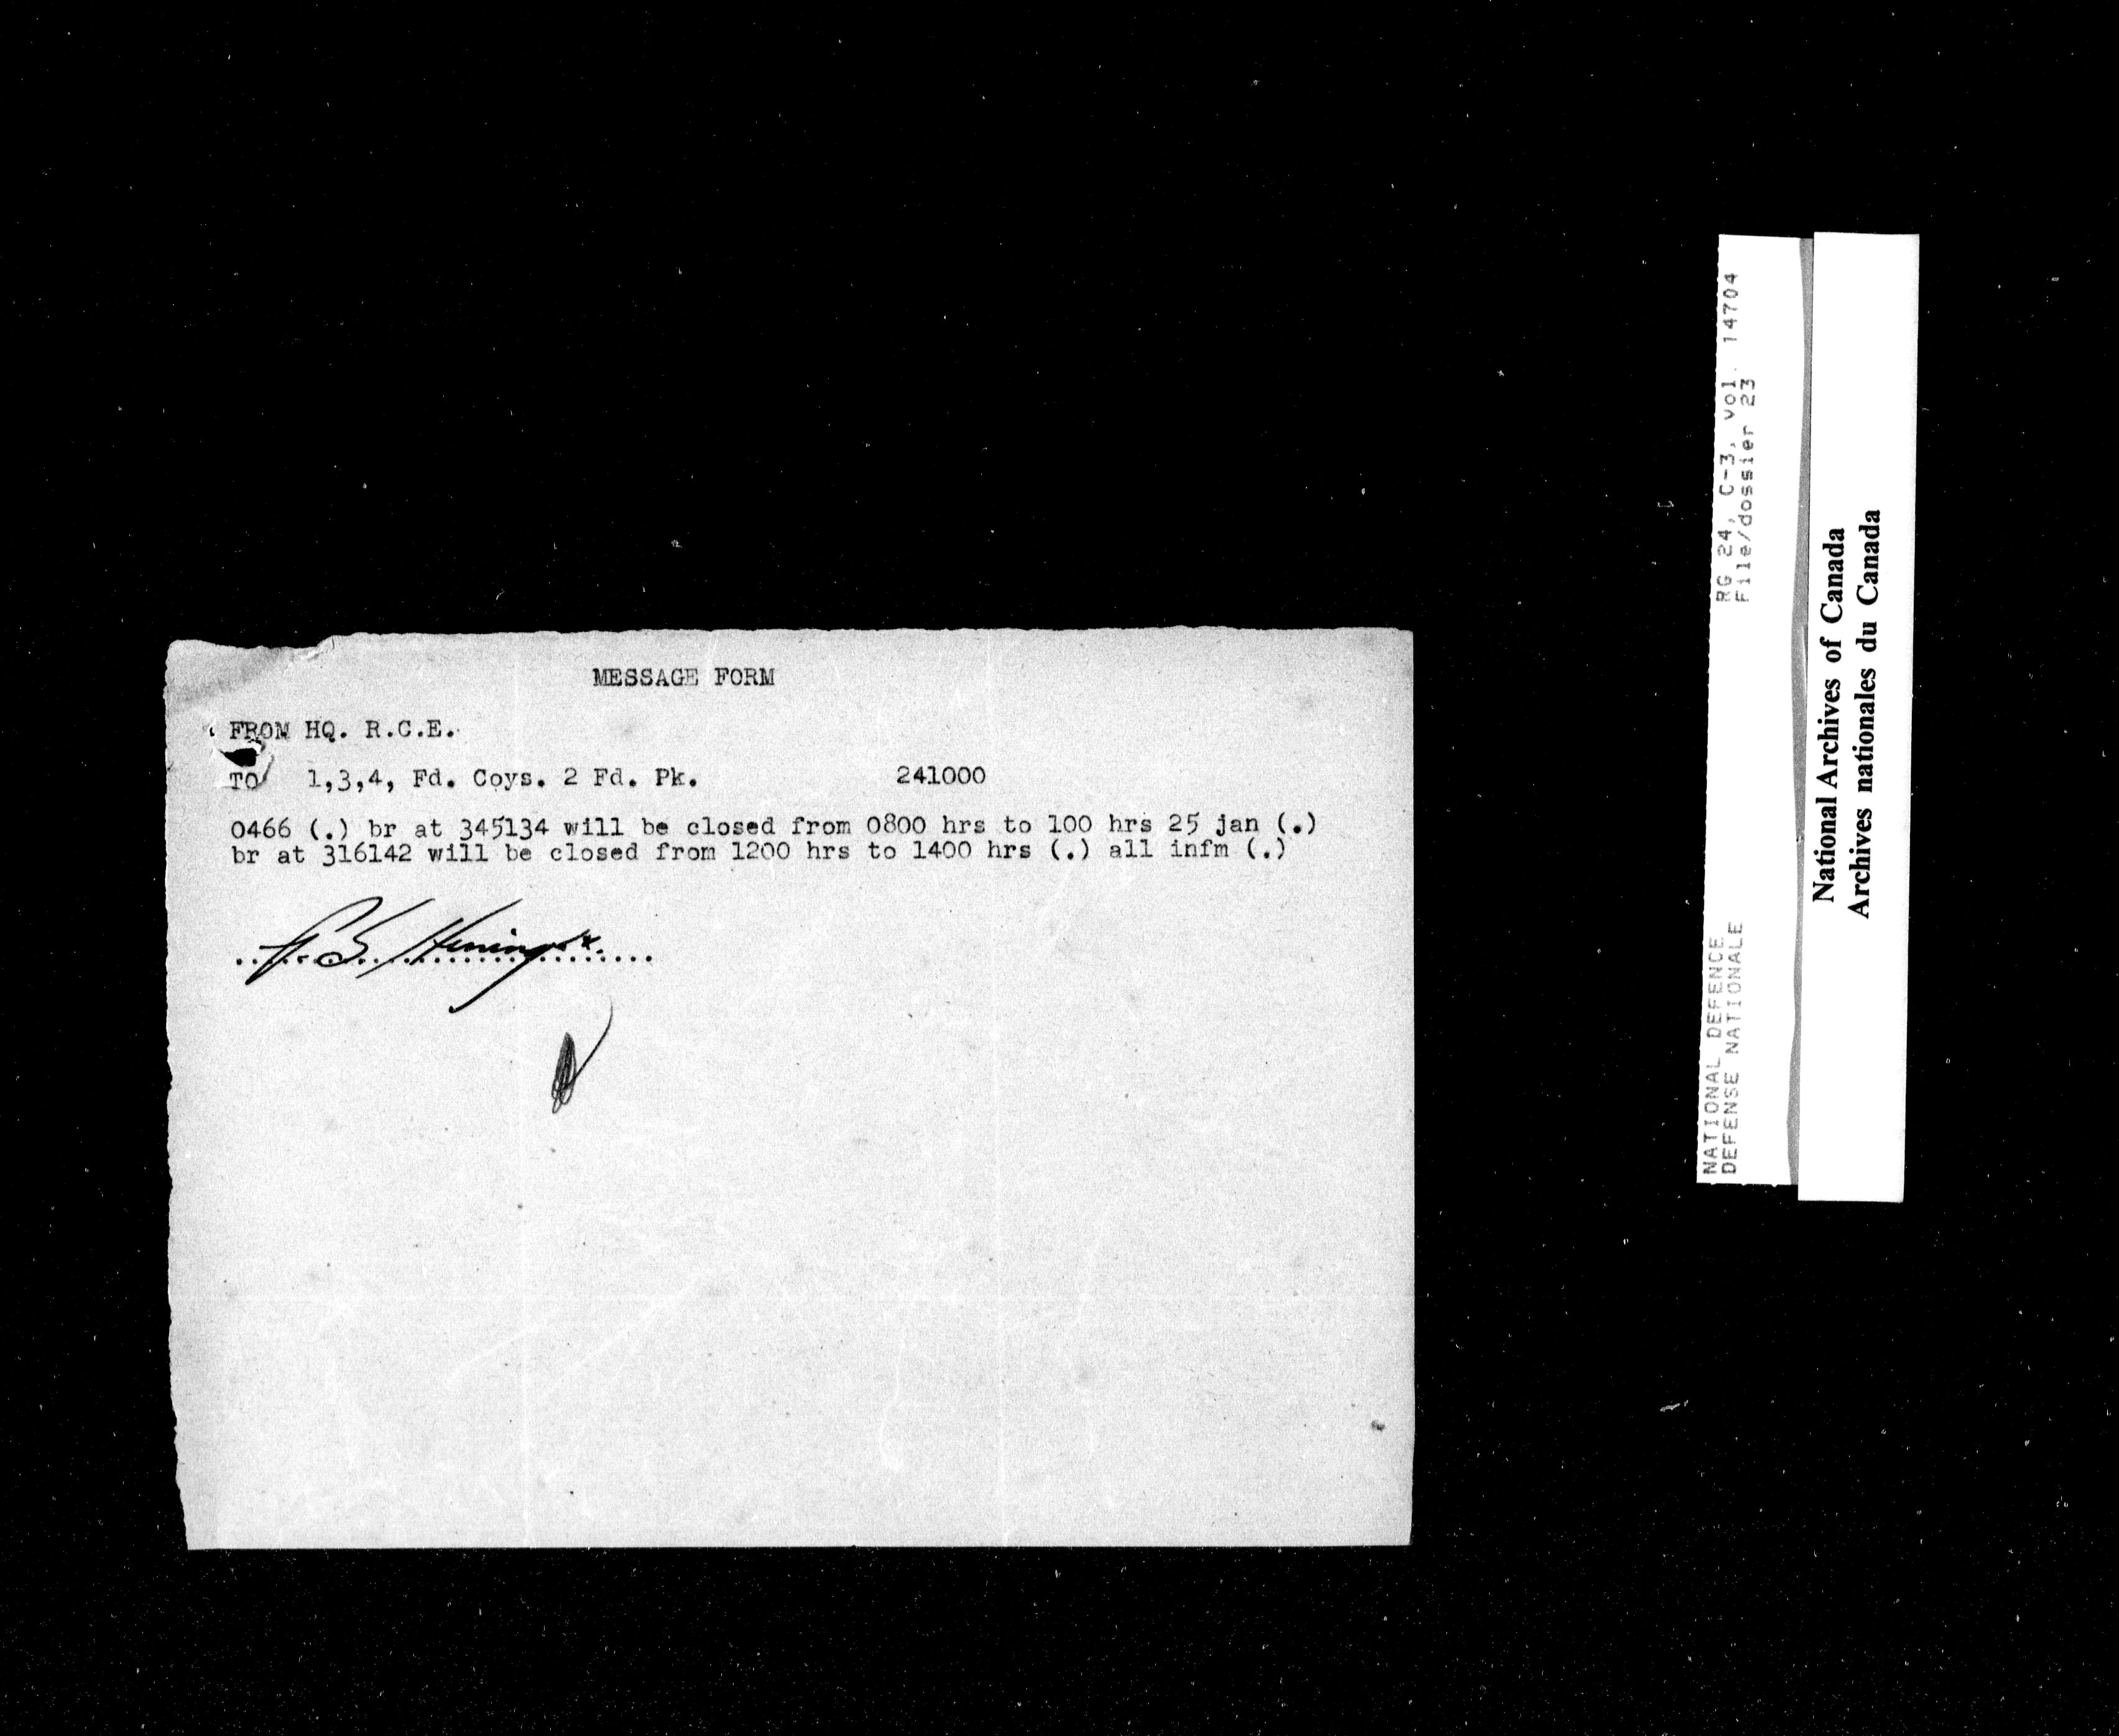 MESSAGE FORM
FROM HQ. R.C.E.
TO 1,3,4, Fd. Coys. 2 Fd. Pk. 241000
0466 (.) br at 345134 will be closed from 0800 hrs to 100 hrs 25 jan (.)
br at 316142 will be closed from 1200 hrs to 1400 hrs (.) all infm (.)
NATIONAL DEFENCE RG 24, C-3, vol. 14704
DEFENSE NATIONALE File/dossier 23
National Archives of Canada
Archives nationales du Canada